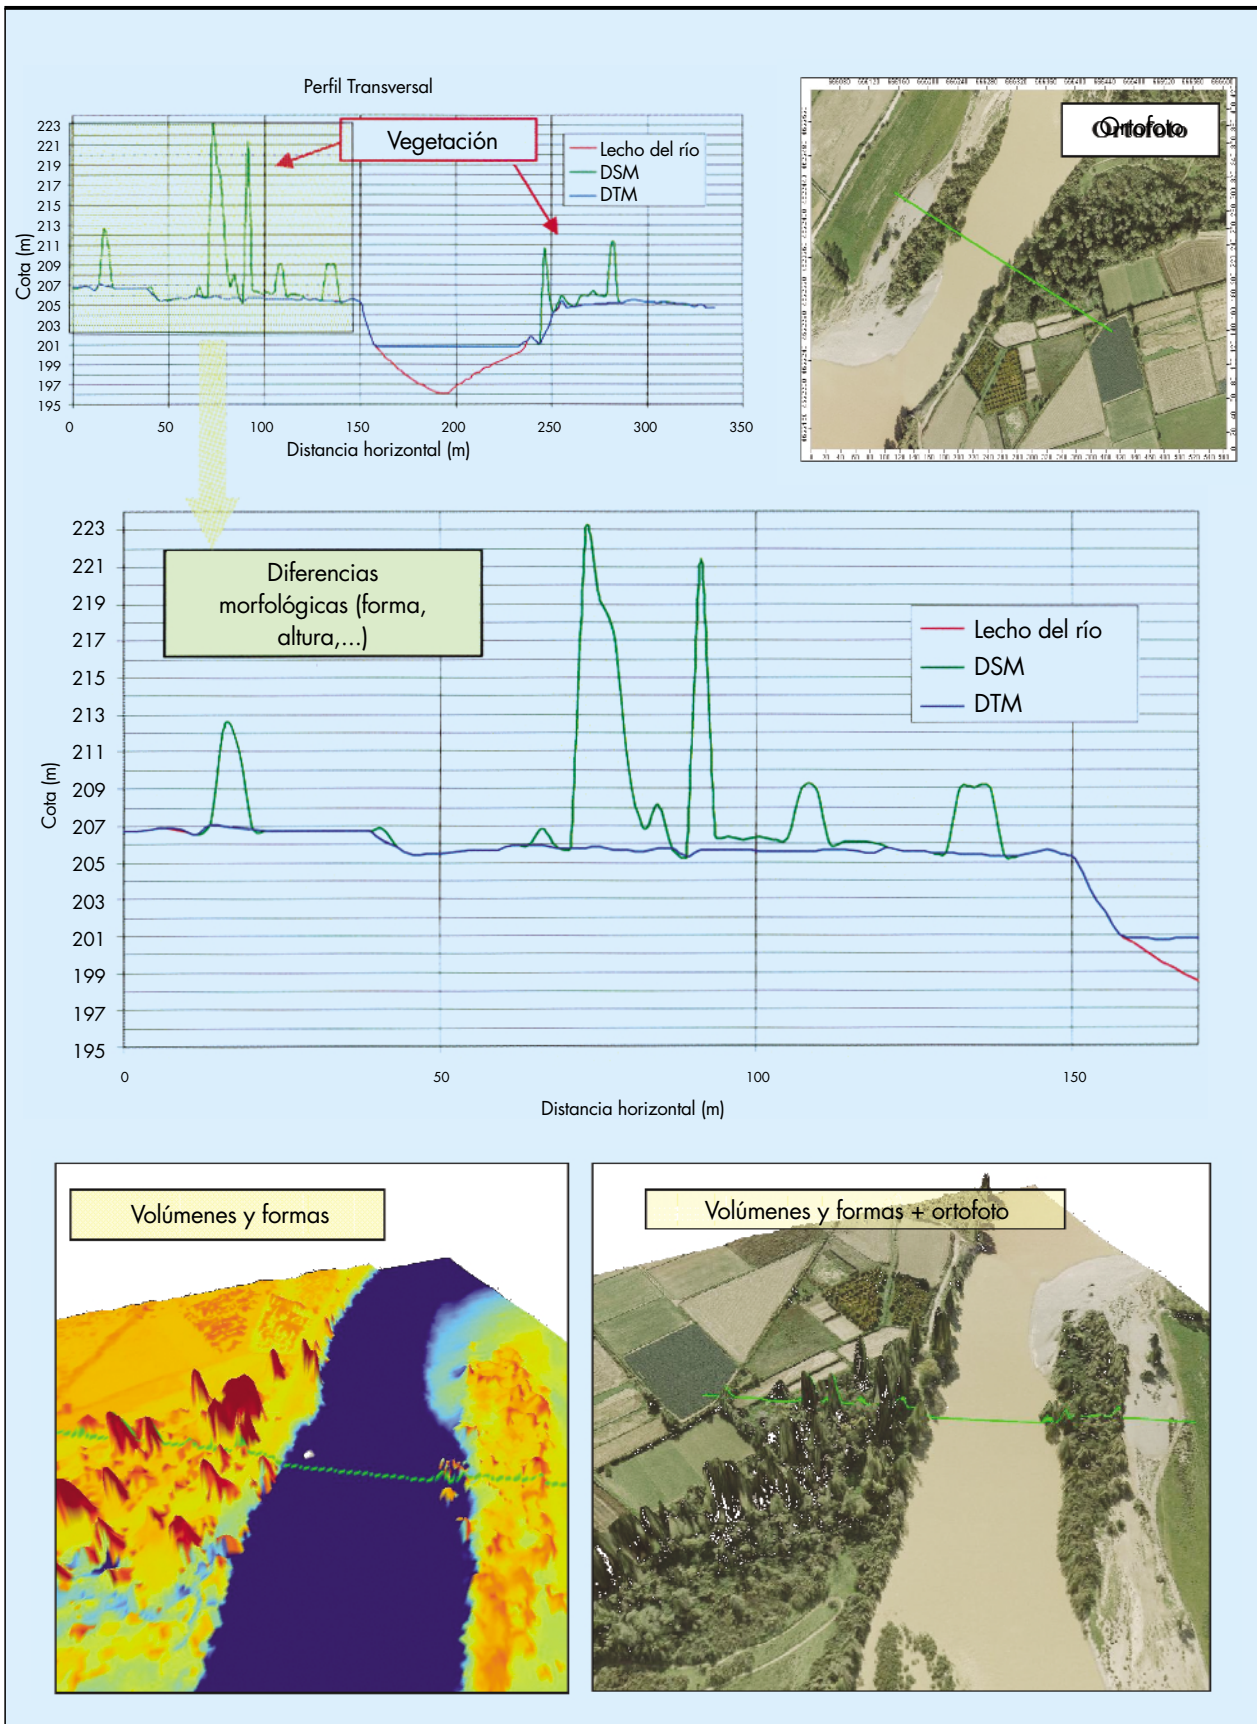 Perfil Transversal
Cota (m)
223
221
219
217
215
213
211
209
207
205
203
201
199
197
195
Vegetación
Lecho del río
DSM
DTM
0 50 100 150 200 250 300 350
Distancia horizontal (m)
Ortofoto
Cota (m)
223
221
219
217
215
213
211
209
207
205
203
201
199
197
195
Diferencias
morfológicas (forma,
altura,...)
Lecho del río
DSM
DTM
0 50 100 150
Distancia horizontal (m)
Volúmenes y formas
Volúmenes y formas + ortofoto